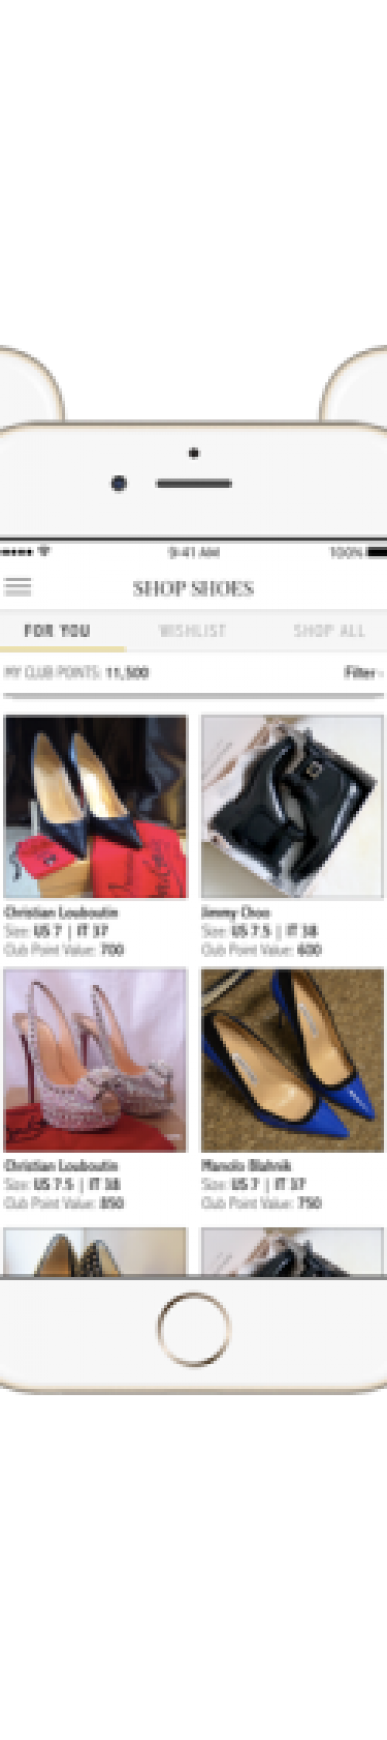 9:41 AM
100%
SHOP SHOES
FOR YOU WISHLIST SHOP ALL
MY CLUB POINTS: 11,500 Filter
Christian Louboutin
Size: US 7 | IT 37
Club Point Value: 700
Jimmy Choo
Size: US 7.5 | IT 38
Club Point Value: 600
Christian Louboutin
Size: US 7.5 | IT 38
Club Point Value: 850
Manolo Blahnik
Size: US 7 | IT 37
Club Point Value: 750